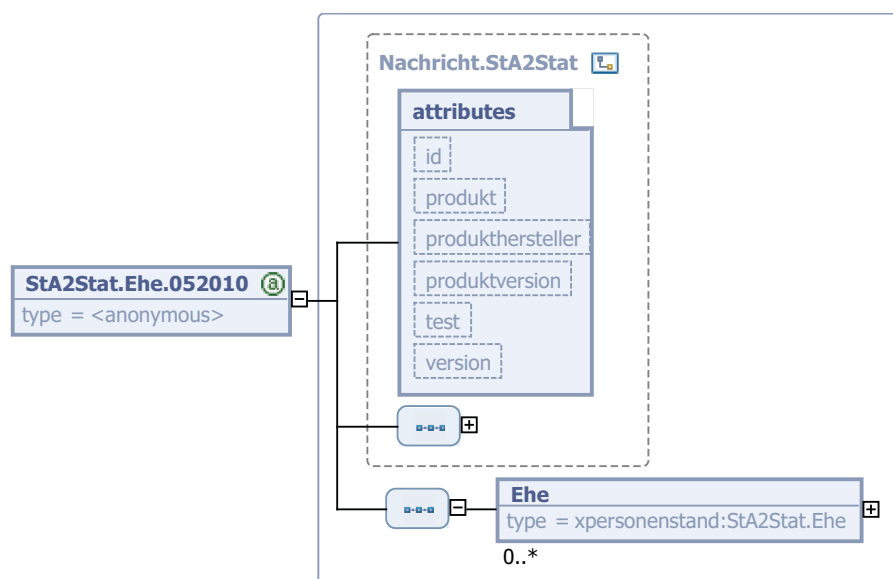 Nachricht.StA2Stat
attributes
id
produkt
produkthersteller
produktversion
test
version
StA2Stat.Ehe.052010 a
type = <anonymous>
Ehe
type = xpersonenstand:StA2Stat.Ehe
0..*